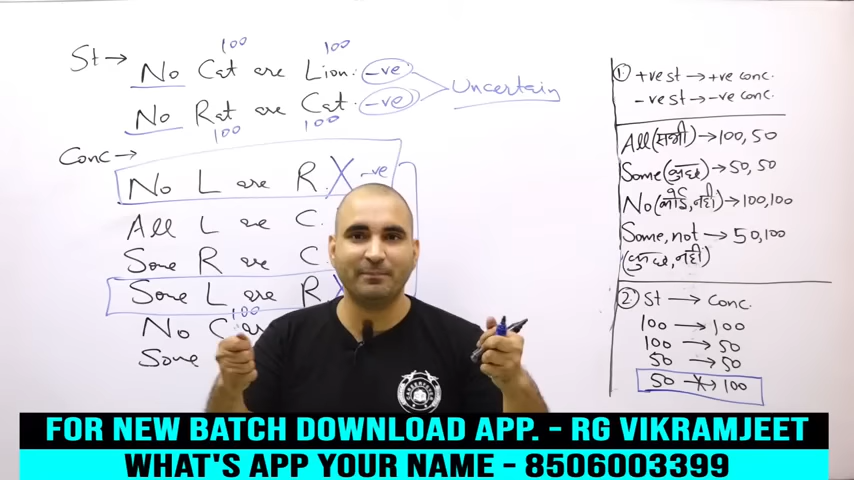 St → No Cat are Lion. -ve
100 100
No Rat are Cat. -ve
100 100
Uncertain
Conc →
No L are R. X -ve
All L are C.
Some R are C.
Some L are R.
No C are
100
Some
1. +ve st → +ve conc.
-ve st → -ve conc.
All (सभी) → 100, 50
Some (कुछ) → 50, 50
No (कोई, नहीं) → 100, 100
Some, not → 50, 100
(कुछ, नहीं)
2. St → Conc.
100 → 100
100 → 50
50 → 50
50 -X→ 100
FOR NEW BATCH DOWNLOAD APP. - RG VIKRAMJEET
WHAT'S APP YOUR NAME - 8506003399